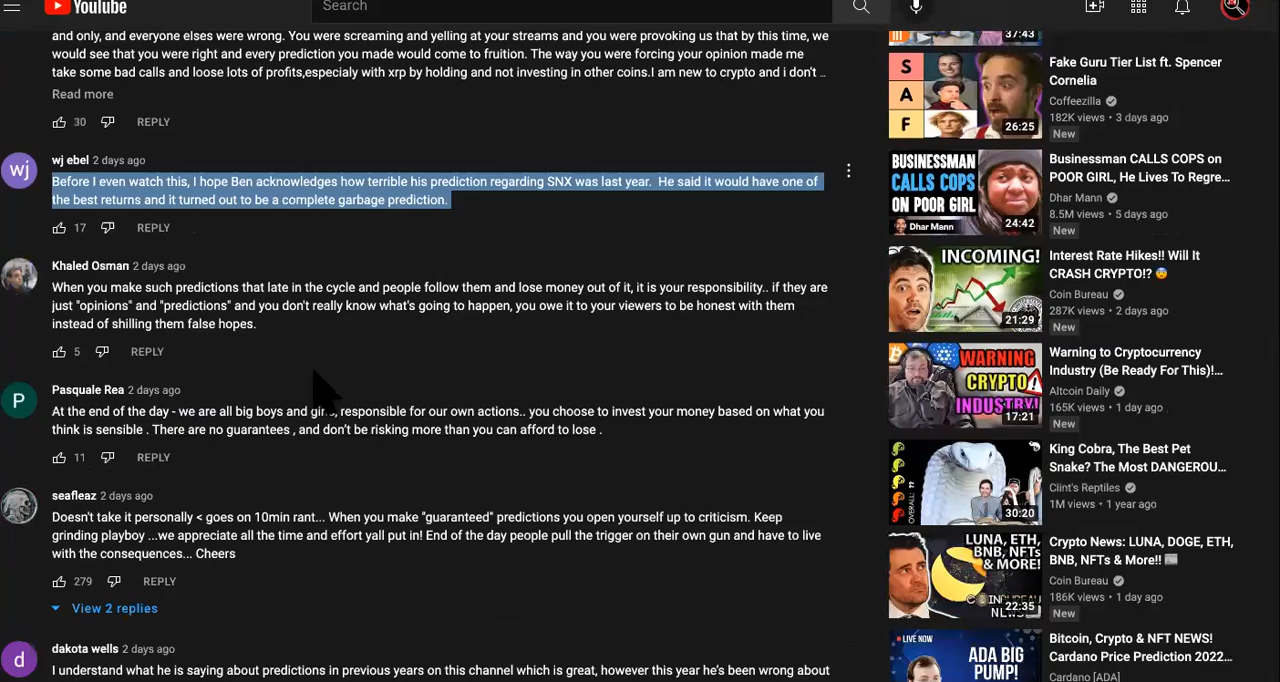 YouTube
Search
and only, and everyone elses were wrong. You were screaming and yelling at your streams and you were provoking us that by this time, we
would see that you were right and every prediction you made would come to fruition. The way you were forcing your opinion made me
take some bad calls and loose lots of profits,especialy with xrp by holding and not investing in other coins.I am new to crypto and i don't ..
Read more
30 REPLY
wj
wj ebel 2 days ago
Before I even watch this, I hope Ben acknowledges how terrible his prediction regarding SNX was last year. He said it would have one of
the best returns and it turned out to be a complete garbage prediction.
17 REPLY
Khaled Osman 2 days ago
When you make such predictions that late in the cycle and people follow them and lose money out of it, it is your responsibility.. if they are
just "opinions" and "predictiogs" and you don't really know what's going to happen, you owe it to your viewers to be honest with them
instead of shilling them false hopes.
5 REPLY
P
Pasquale Rea 2 days ago
At the end of the day - we are all big boys and girls, responsible for our own actions.. you choose to invest your money based on what you
think is sensible . There are no guarantees , and don't be risking more than you can afford to lose .
11 REPLY
seafleaz 2 days ago
Doesn't take it personally < goes on 10min rant... When you make "guaranteed" predictions you open yourself up to criticism. Keep
grinding playboy ...we appreciate all the time and effort yall put in! End of the day people pull the trigger on their own gun and have to live
with the consequences... Cheers
279 REPLY
View 2 replies
d
dakota wells 2 days ago
I understand what he is saying about predictions in previous years on this channel which is great, however this year he's been wrong about
37:43
S
A
F
26:25
Fake Guru Tier List ft. Spencer
Cornelia
Coffeezilla
182K views • 3 days ago
New
BUSINESSMAN
CALLS COPS
ON POOR GIRL
Dhar Mann
24:42
Businessman CALLS COPS on
POOR GIRL, He Lives To Regre...
Dhar Mann
8.5M views • 5 days ago
New
INCOMING!
21:29
Interest Rate Hikes!! Will It
CRASH CRYPTO!?
Coin Bureau
287K views • 2 days ago
New
WARNING
CRYPTO
INDUSTRY!
17:21
Warning to Cryptocurrency
Industry (Be Ready For This)!...
Altcoin Daily
165K views • 1 day ago
New
OVERALL: ??
30:20
King Cobra, The Best Pet
Snake? The Most DANGEROU...
Clint's Reptiles
1M views • 1 year ago
LUNA, ETH,
BNB, NFTs
& MORE!
COINBUREAU
NEWS
22:35
Crypto News: LUNA, DOGE, ETH,
BNB, NFTs & More!!
Coin Bureau
186K views • 1 day ago
New
LIVE NOW
ADA BIG
PUMP!
Bitcoin, Crypto & NFT NEWS!
Cardano Price Prediction 2022...
Cardano [ADA]